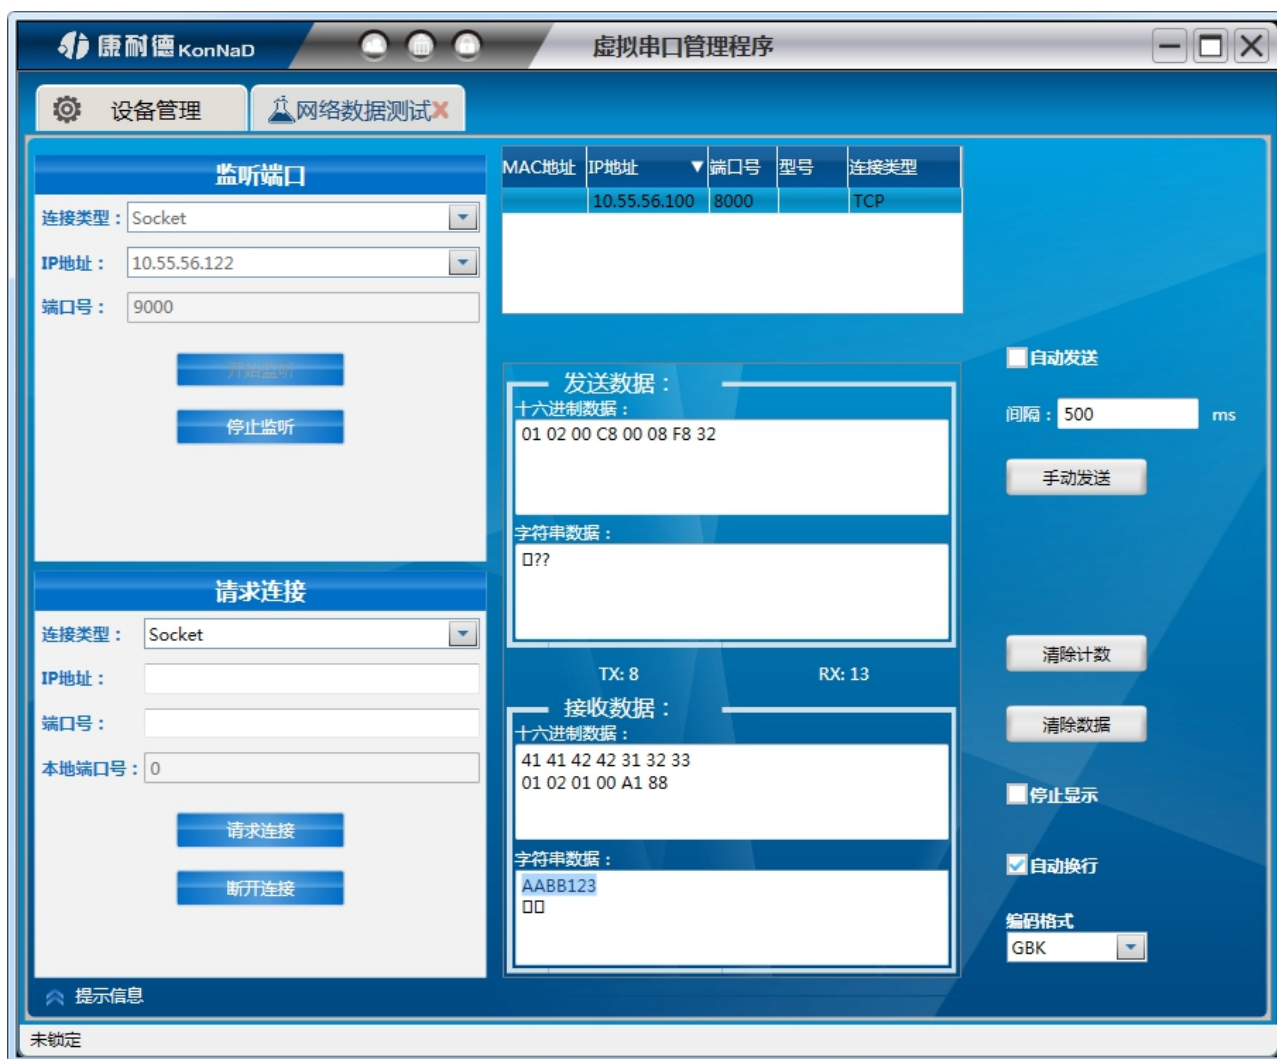 康耐德 KonNaD
虚拟串口管理程序
设备管理
网络数据测试
监听端口
连接类型：Socket
IP地址：10.55.56.122
端口号：9000
开始监听
停止监听
请求连接
连接类型：Socket
IP地址：
端口号：
本地端口号：0
请求连接
断开连接
MAC地址 IP地址 端口号 型号 连接类型
10.55.56.100 8000 TCP
发送数据：
十六进制数据：
01 02 00 C8 00 08 F8 32
字符串数据：
□??
TX: 8 RX: 13
接收数据：
十六进制数据：
41 41 42 42 31 32 33
01 02 01 00 A1 88
字符串数据：
AABB123
□□
自动发送
间隔：500 ms
手动发送
清除计数
清除数据
停止显示
自动换行
编码格式
GBK
提示信息
未锁定